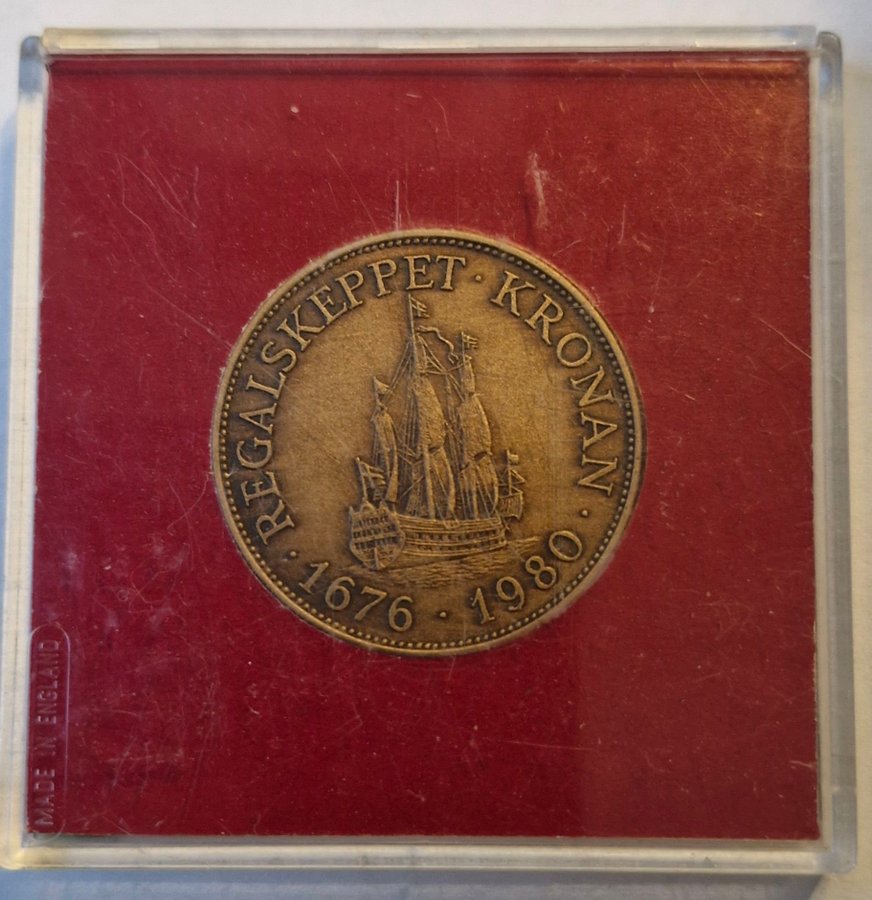 · REGALSKEPPET · KRONAN ·
1676 · 1980
MADE IN ENGLAND